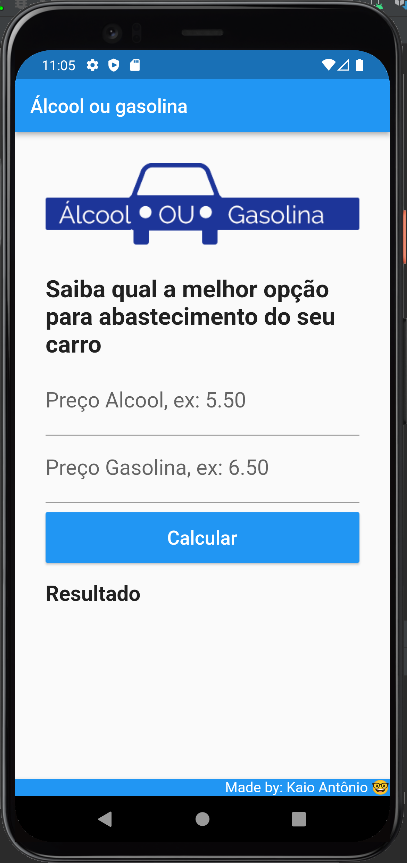 11:05
Álcool ou gasolina
Álcool OU Gasolina
Saiba qual a melhor opção
para abastecimento do seu
carro
Preço Alcool, ex: 5.50
Preço Gasolina, ex: 6.50
Calcular
Resultado
Made by: Kaio Antônio 🤓